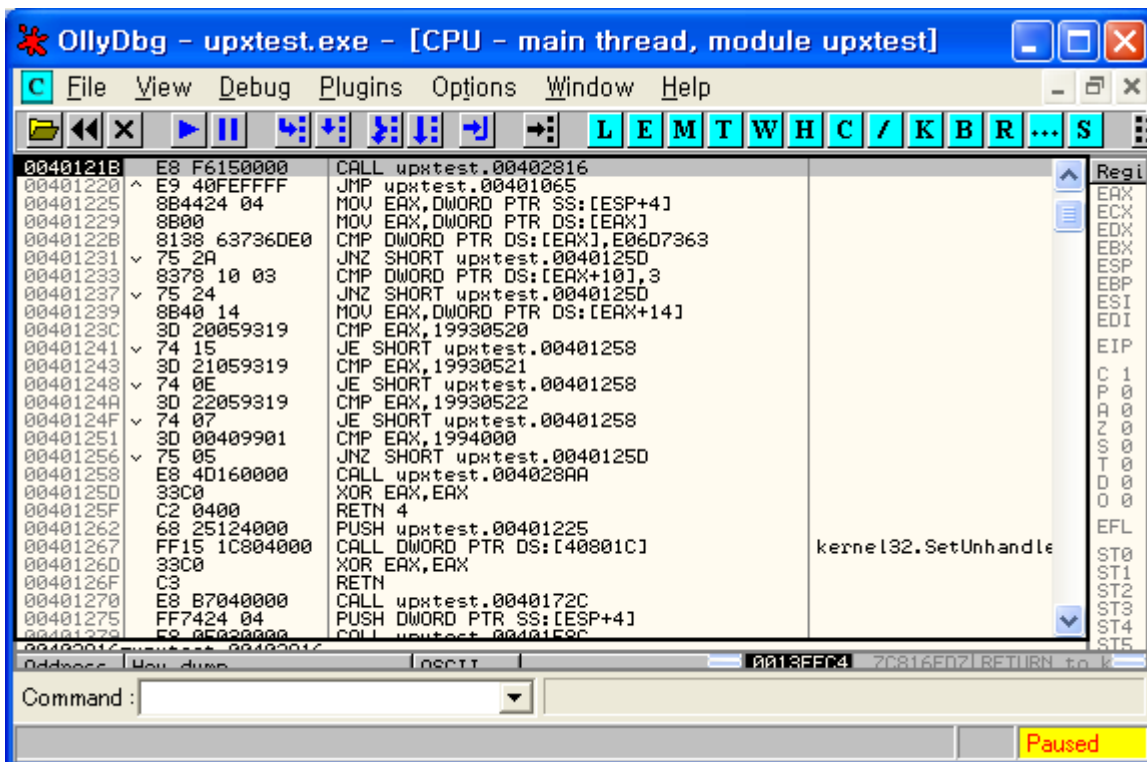 OllyDbg - upxtest.exe - [CPU - main thread, module upxtest]
C File View Debug Plugins Options Window Help
L E M T W H C / K B R ... S
0040121B E8 F6150000 CALL upxtest.00402816
00401220 ^ E9 40FEFFFF JMP upxtest.00401065
00401225 8B4424 04 MOV EAX,DWORD PTR SS:[ESP+4]
00401229 8B00 MOV EAX,DWORD PTR DS:[EAX]
0040122B 8138 63736DE0 CMP DWORD PTR DS:[EAX],E06D7363
00401231 v 75 2A JNZ SHORT upxtest.0040125D
00401233 8378 10 03 CMP DWORD PTR DS:[EAX+10],3
00401237 v 75 24 JNZ SHORT upxtest.0040125D
00401239 8B40 14 MOV EAX,DWORD PTR DS:[EAX+14]
0040123C 3D 20059319 CMP EAX,19930520
00401241 v 74 15 JE SHORT upxtest.00401258
00401243 3D 21059319 CMP EAX,19930521
00401248 v 74 0E JE SHORT upxtest.00401258
0040124A 3D 22059319 CMP EAX,19930522
0040124F v 74 07 JE SHORT upxtest.00401258
00401251 3D 00409901 CMP EAX,1994000
00401256 v 75 05 JNZ SHORT upxtest.0040125D
00401258 E8 4D160000 CALL upxtest.004028AA
0040125D 33C0 XOR EAX,EAX
0040125F C2 0400 RETN 4
00401262 68 25124000 PUSH upxtest.00401225
00401267 FF15 1C804000 CALL DWORD PTR DS:[40801C] kernel32.SetUnhandle
0040126D 33C0 XOR EAX,EAX
0040126F C3 RETN
00401270 E8 B7040000 CALL upxtest.0040172C
00401275 FF7424 04 PUSH DWORD PTR SS:[ESP+4]
Regi
EAX
ECX
EDX
EBX
ESP
EBP
ESI
EDI
EIP
C 1
P 0
A 0
Z 0
S 0
T 0
D 0
O 0
EFL
ST0
ST1
ST2
ST3
ST4
ST5
Address Hex dump ASCII 0013FFC4 7C816FD7 RETURN to k
Command :
Paused